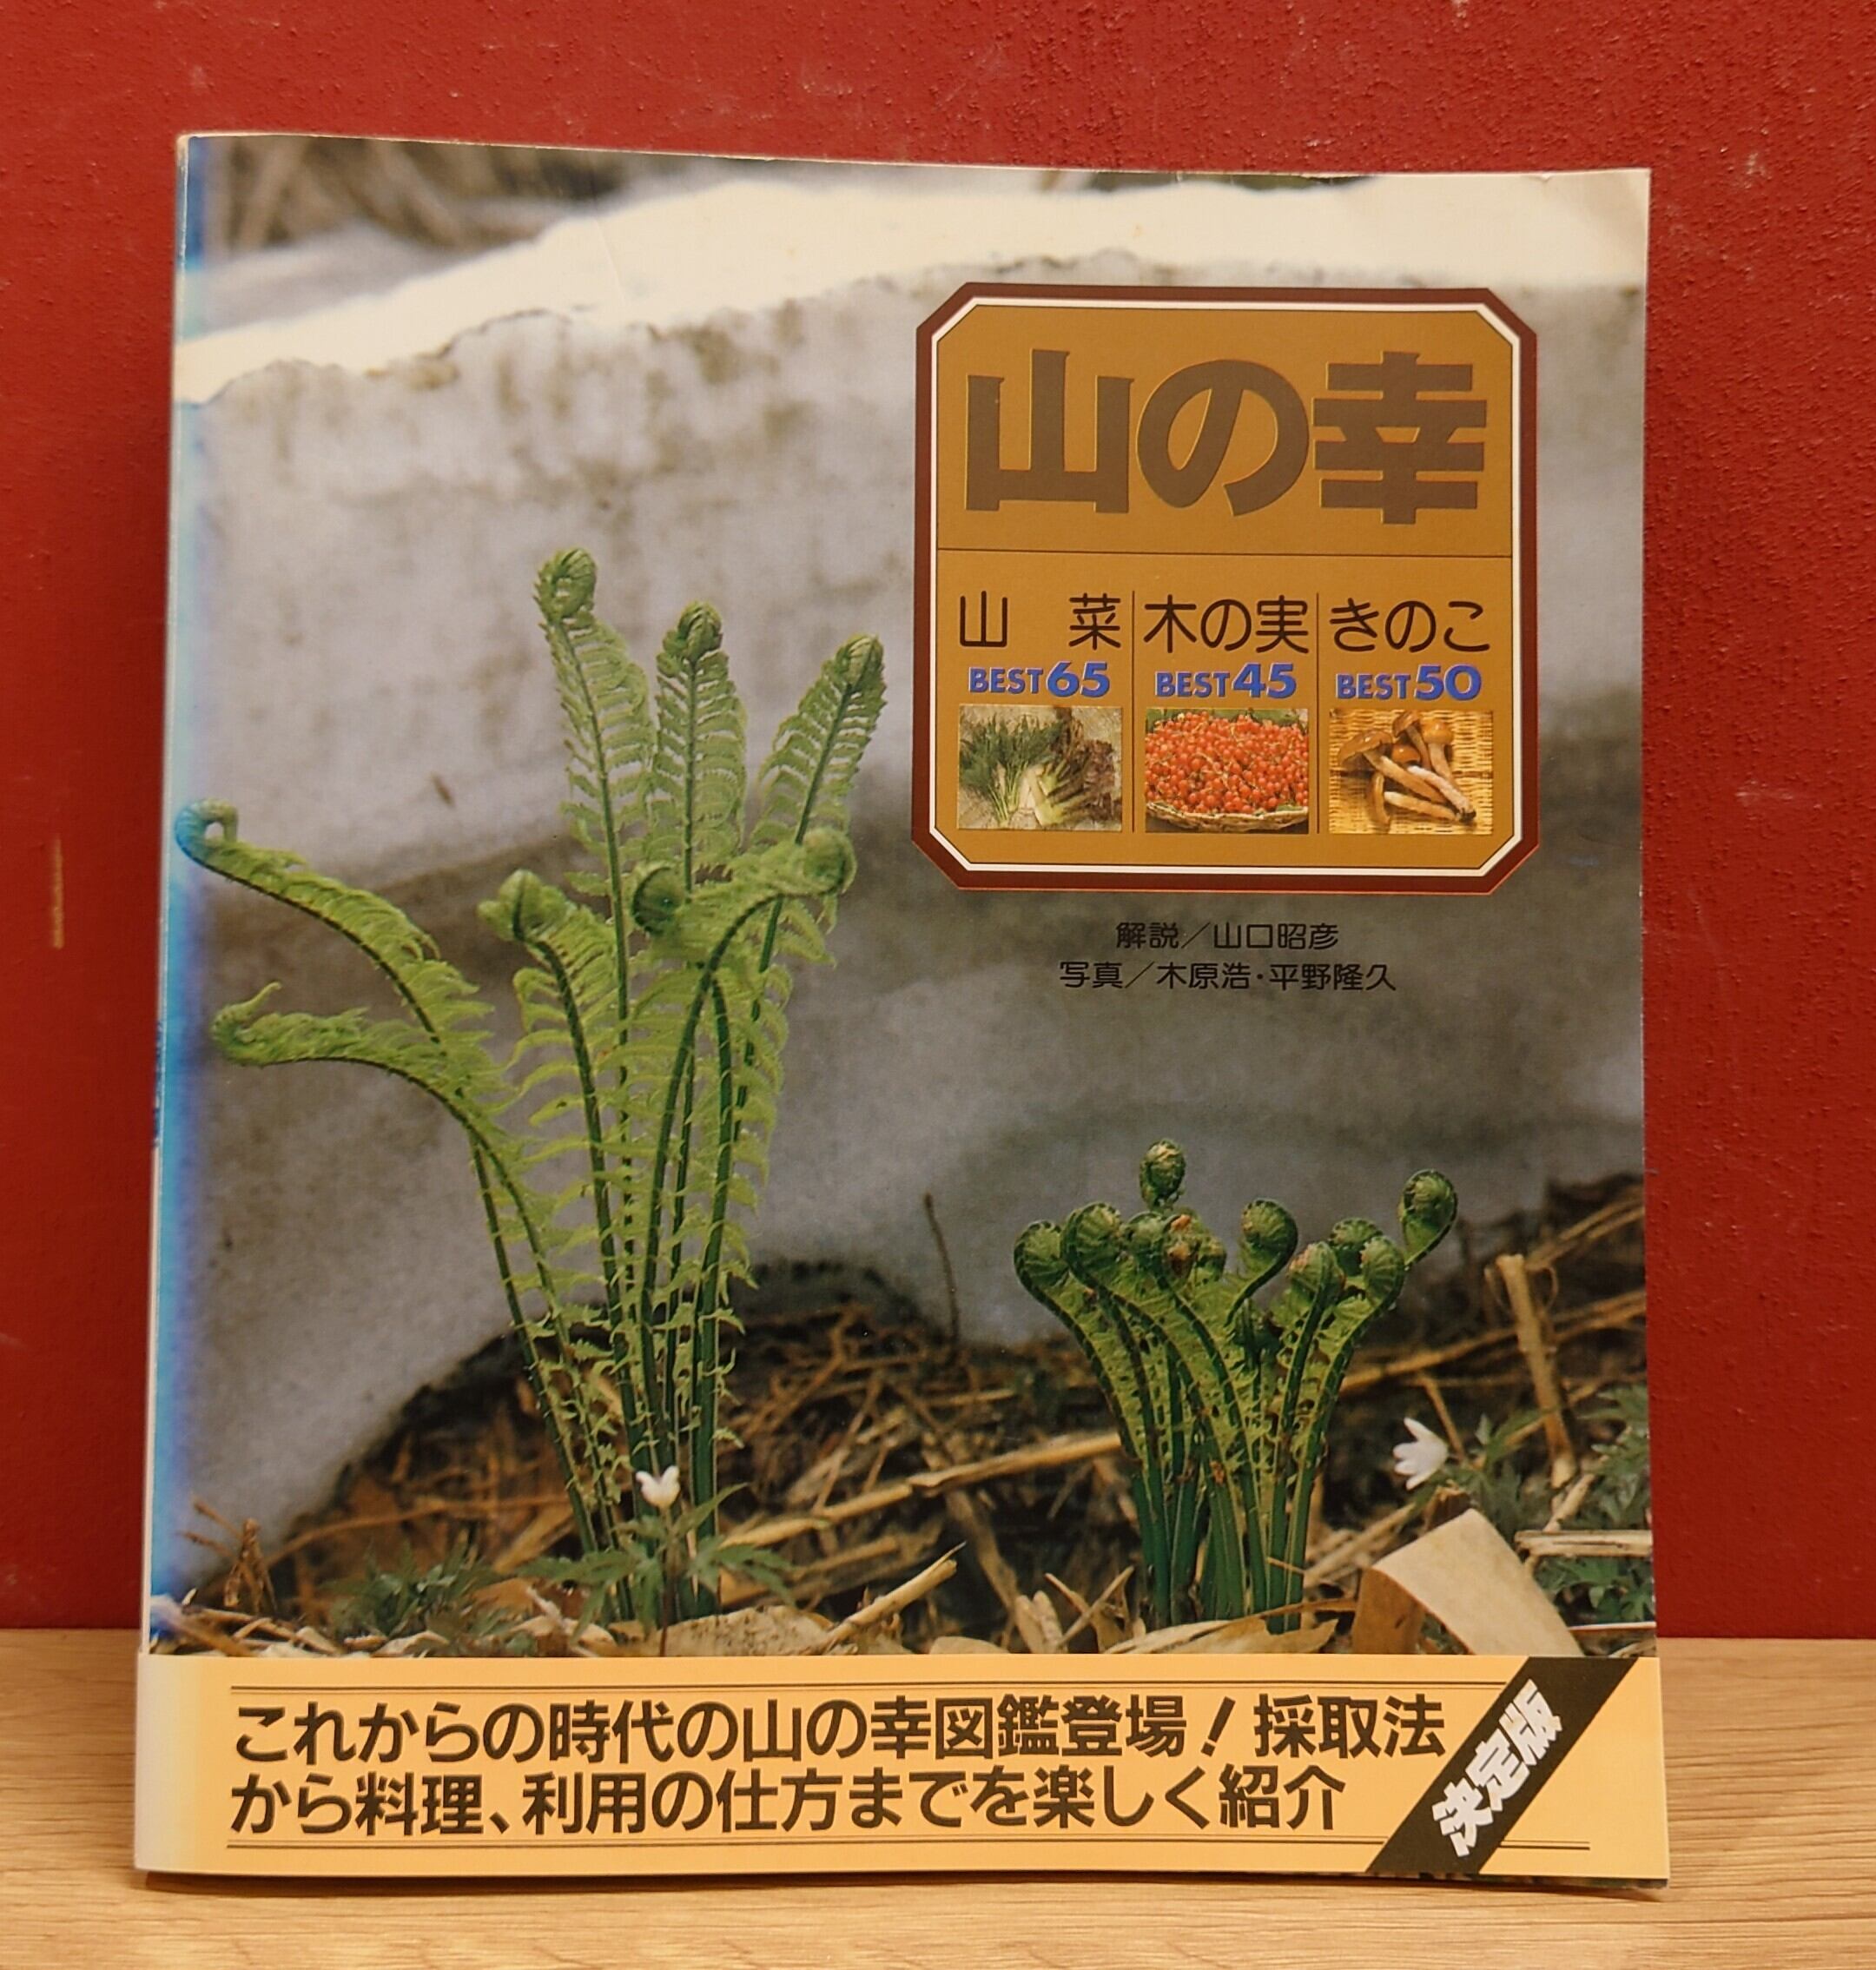 山の幸
山 菜 木の実 きのこ
BEST65 BEST45 BEST50
解説／山口昭彦
写真／木原浩・平野隆久
これからの時代の山の幸図鑑登場！採取法
から料理、利用の仕方までを楽しく紹介
決定版